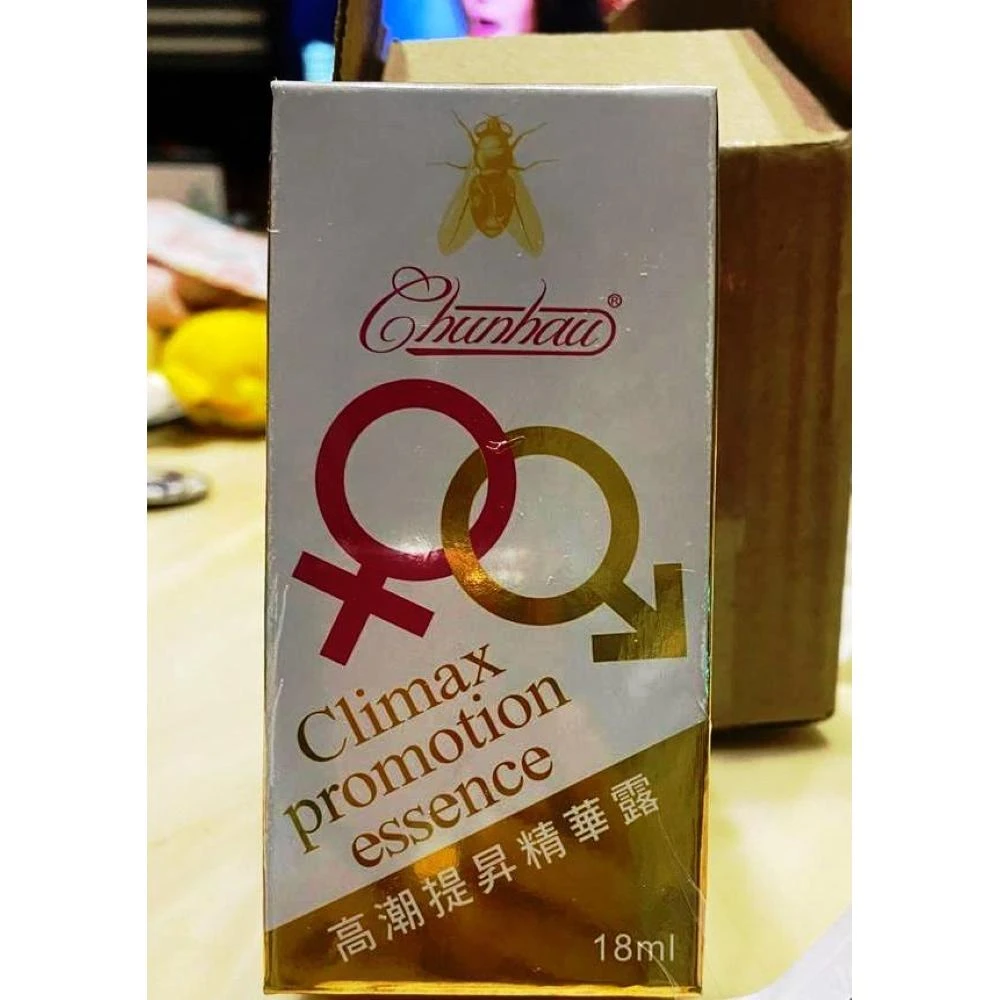 Chunhau®
Climax
promotion
essence
高潮提昇精華露
18ml